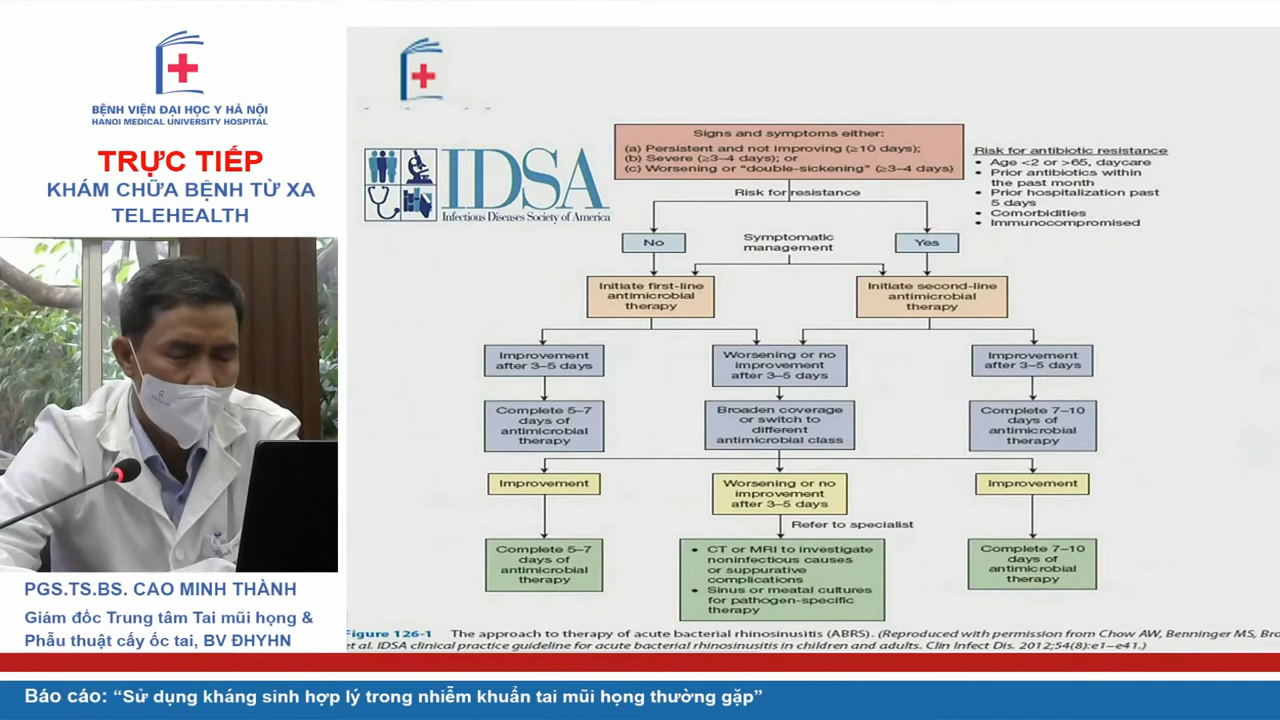 BỆNH VIỆN ĐẠI HỌC Y HÀ NỘI
HANOI MEDICAL UNIVERSITY HOSPITAL
TRỰC TIẾP
KHÁM CHỮA BỆNH TỪ XA
TELEHEALTH
PGS.TS.BS. CAO MINH THÀNH
Giám đốc Trung tâm Tai mũi họng &
Phẫu thuật cấy ốc tai, BV ĐHYHN
IDSA
Infectious Diseases Society of America
Signs and symptoms either:
(a) Persistent and not improving (≥10 days);
(b) Severe (≥3–4 days); or
(c) Worsening or "double-sickening" (≥3–4 days)
Risk for antibiotic resistance
• Age <2 or >65, daycare
• Prior antibiotics within
the past month
• Prior hospitalization past
5 days
• Comorbidities
• Immunocompromised
Risk for resistance
No
Symptomatic
management
Yes
Initiate first-line
antimicrobial
therapy
Initiate second-line
antimicrobial
therapy
Improvement
after 3–5 days
Worsening or no
improvement
after 3–5 days
Improvement
after 3–5 days
Complete 5–7
days of
antimicrobial
therapy
Broaden coverage
or switch to
different
antimicrobial class
Complete 7–10
days of
antimicrobial
therapy
Improvement
Worsening or no
improvement
after 3–5 days
Improvement
Refer to specialist
Complete 5–7
days of
antimicrobial
therapy
• CT or MRI to investigate
noninfectious causes
or suppurative
complications
• Sinus or meatal cultures
for pathogen-specific
therapy
Complete 7–10
days of
antimicrobial
therapy
Figure 126-1 The approach to therapy of acute bacterial rhinosinusitis (ABRS). (Reproduced with permission from Chow AW, Benninger MS, Bro
et al. IDSA clinical practice guideline for acute bacterial rhinosinusitis in children and adults. Clin Infect Dis. 2012;54(8):e1–e41.)
Báo cáo: “Sử dụng kháng sinh hợp lý trong nhiễm khuẩn tai mũi họng thường gặp”